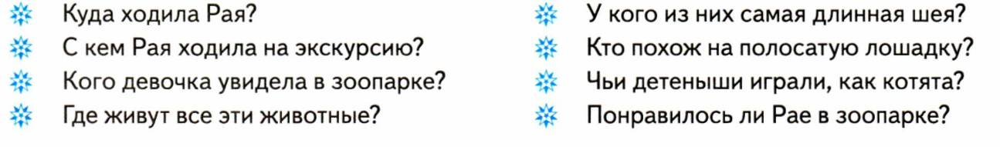 Куда ходила Рая?
С кем Рая ходила на экскурсию?
Кого девочка увидела в зоопарке?
Где живут все эти животные?
У кого из них самая длинная шея?
Кто похож на полосатую лошадку?
Чьи детеныши играли, как котята?
Понравилось ли Рае в зоопарке?